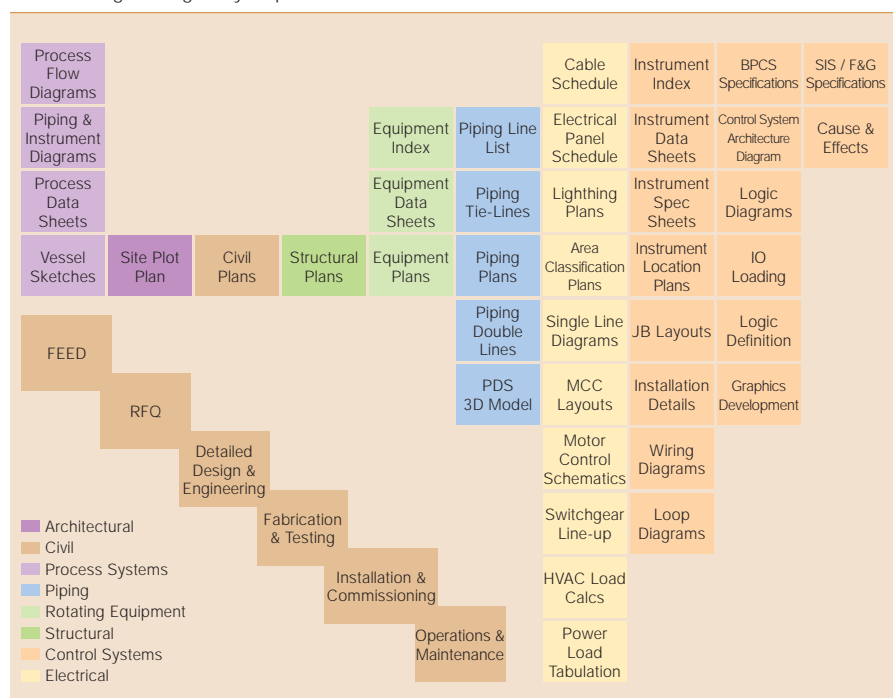 Process
Flow
Diagrams
Cable
Schedule
Instrument
Index
BPCS
Specifications
SIS / F&G
Specifications
Piping &
Instrument
Diagrams
Equipment
Index
Piping Line
List
Electrical
Panel
Schedule
Instrument
Data
Sheets
Control System
Architecture
Diagram
Cause &
Effects
Process
Data
Sheets
Equipment
Data
Sheets
Piping
Tie-Lines
Lighthing
Plans
Instrument
Spec
Sheets
Logic
Diagrams
Vessel
Sketches
Site Plot
Plan
Civil
Plans
Structural
Plans
Equipment
Plans
Piping
Plans
Area
Classification
Plans
Instrument
Location
Plans
IO
Loading
Piping
Double
Lines
Single Line
Diagrams
JB Layouts
Logic
Definition
PDS
3D Model
MCC
Layouts
Installation
Details
Graphics
Development
Motor
Control
Schematics
Wiring
Diagrams
Switchgear
Line-up
Loop
Diagrams
HVAC Load
Calcs
Power
Load
Tabulation
FEED
RFQ
Detailed
Design &
Engineering
Fabrication
& Testing
Installation &
Commissioning
Operations &
Maintenance
Architectural
Civil
Process Systems
Piping
Rotating Equipment
Structural
Control Systems
Electrical